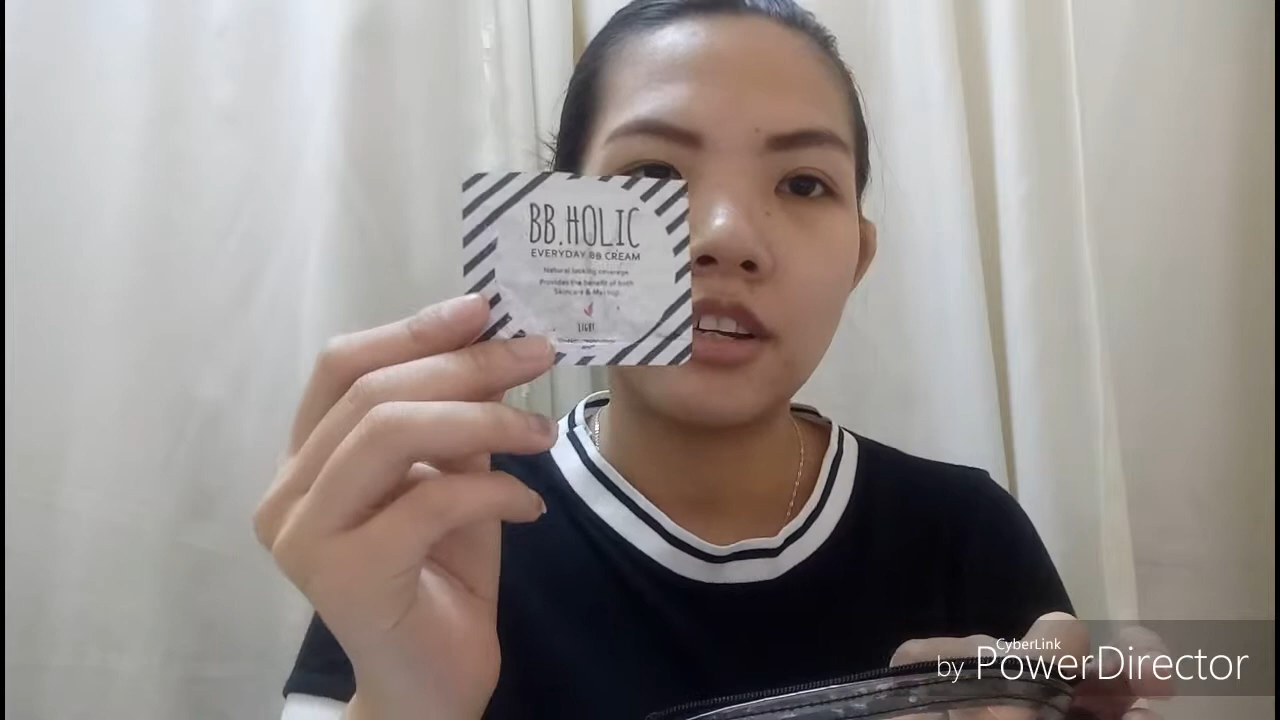 BB.HOLIC
EVERYDAY BB CREAM
Natural looking coverage
Provides the benefit of both
Skincare & Makeup
LIGHT
CyberLink
by PowerDirector